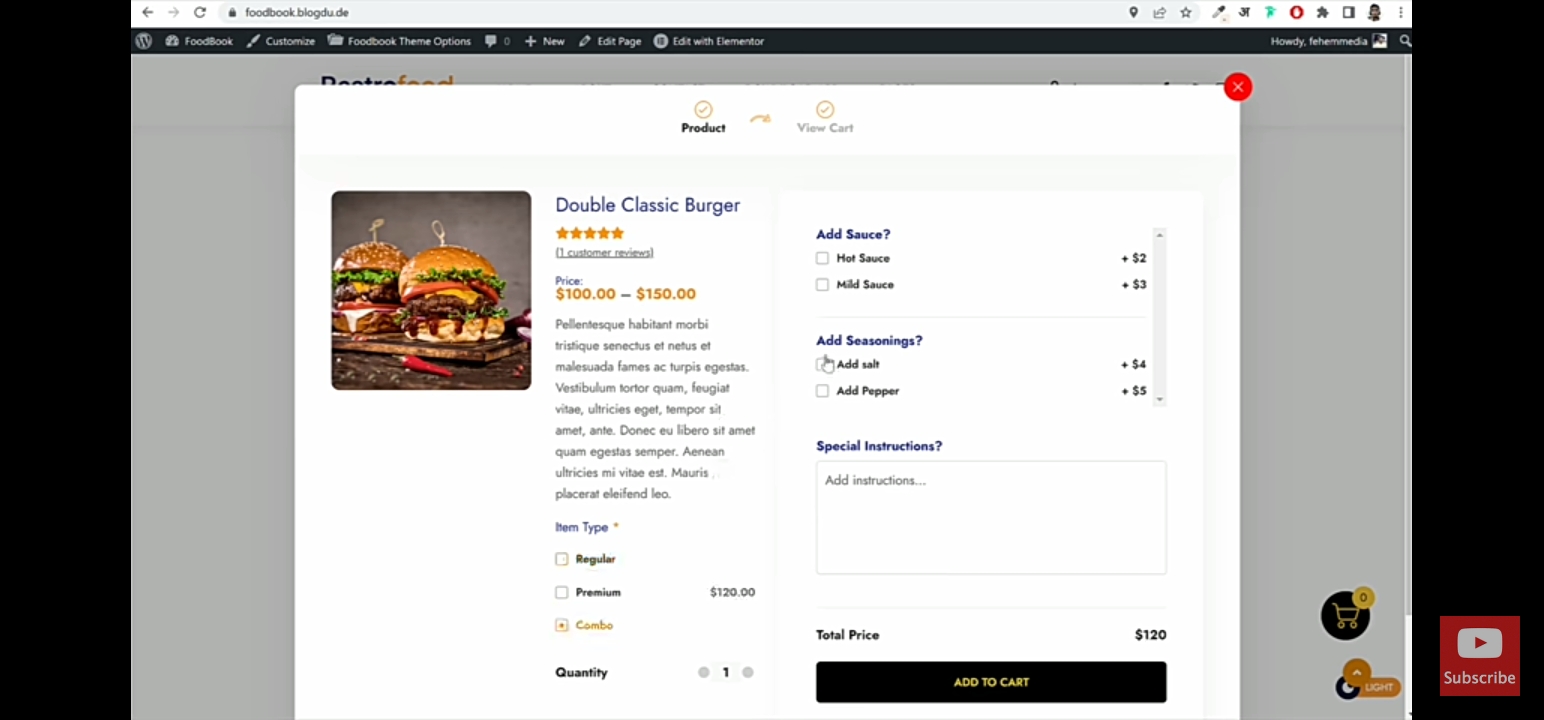 foodbook.blogdu.de
अ
FoodBook Customize Foodbook Theme Options 0 New Edit Page Edit with Elementor Howdy, fehemmedia
Restrofood
Product View Cart
Double Classic Burger
(1 customer reviews)
Price:
$100.00 – $150.00
Pellentesque habitant morbi
tristique senectus et netus et
malesuada fames ac turpis egestas.
Vestibulum tortor quam, feugiat
vitae, ultricies eget, tempor sit
amet, ante. Donec eu libero sit amet
quam egestas semper. Aenean
ultricies mi vitae est. Mauris
placerat eleifend leo.
Item Type *
Regular
Premium $120.00
Combo
Quantity 1
Add Sauce?
Hot Sauce + $2
Mild Sauce + $3
Add Seasonings?
Add salt + $4
Add Pepper + $5
Special Instructions?
Add instructions...
Total Price $120
ADD TO CART
0
LIGHT
Subscribe